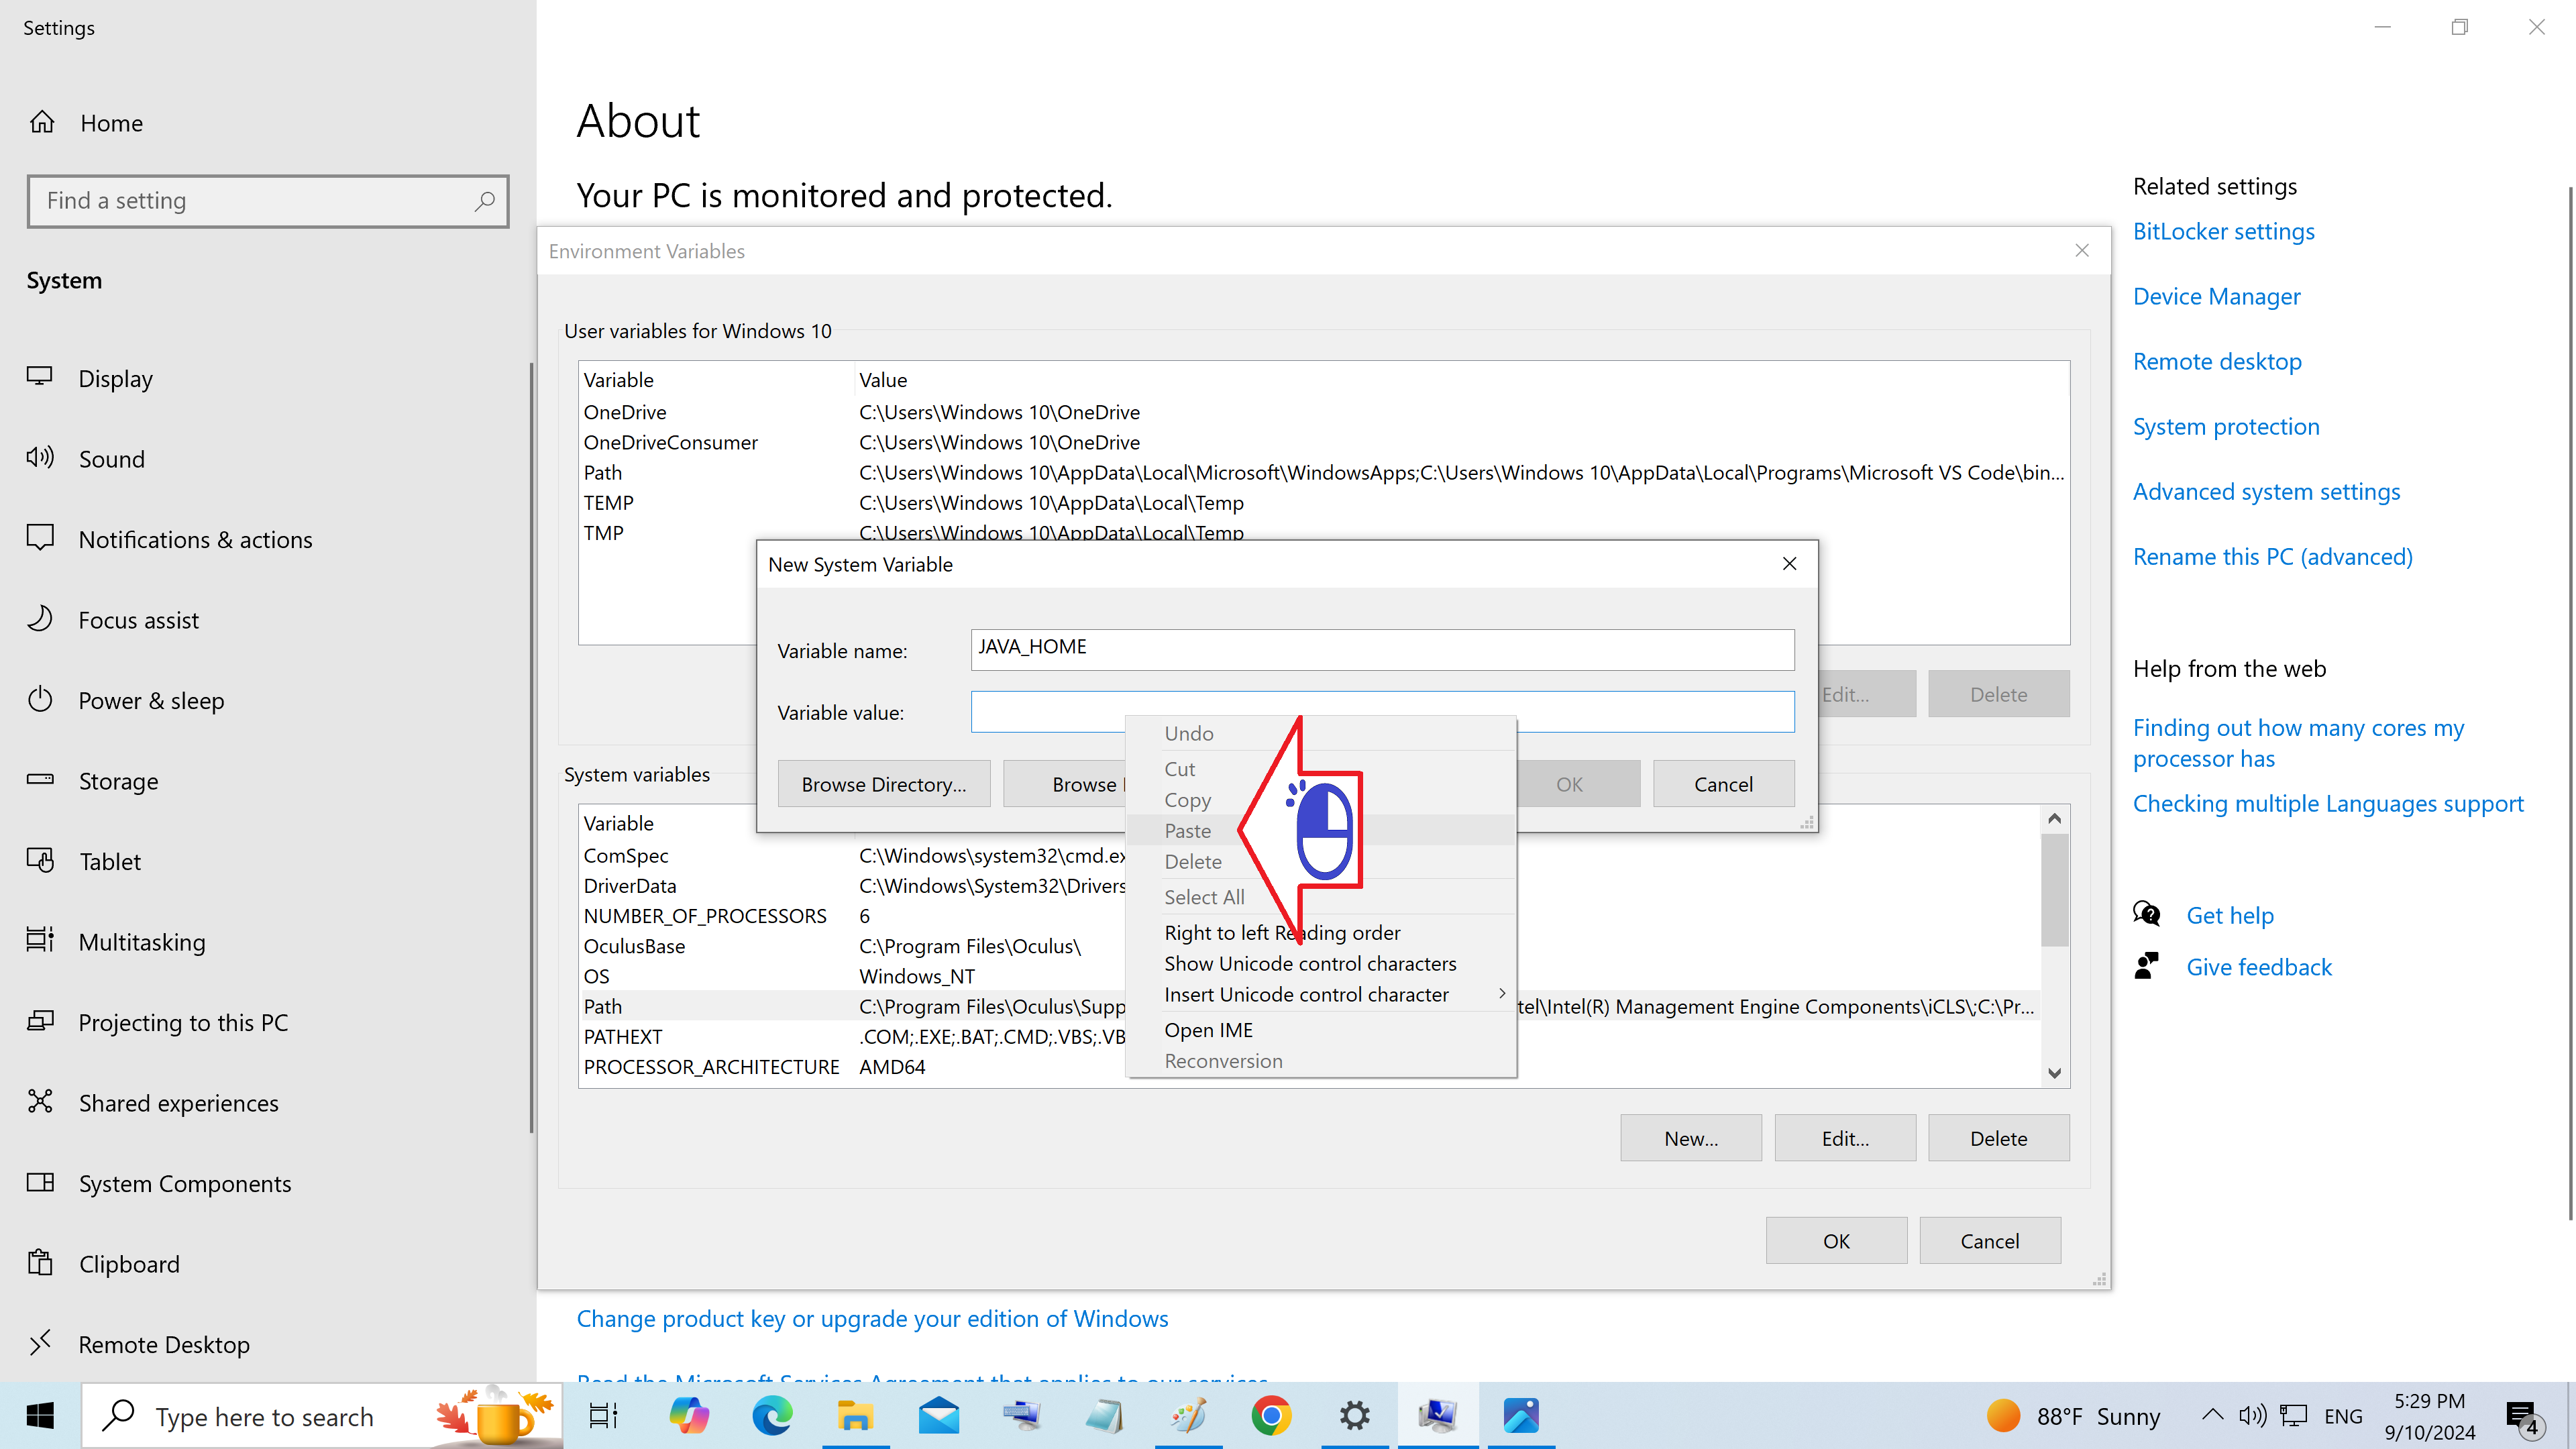 Settings
Home
Find a setting
System
Display
Sound
Notifications & actions
Focus assist
Power & sleep
Storage
Tablet
Multitasking
Projecting to this PC
Shared experiences
System Components
Clipboard
Remote Desktop
About
Your PC is monitored and protected.
Environment Variables
User variables for Windows 10
Variable Value
OneDrive C:\Users\Windows 10\OneDrive
OneDriveConsumer C:\Users\Windows 10\OneDrive
Path C:\Users\Windows 10\AppData\Local\Microsoft\WindowsApps;C:\Users\Windows 10\AppData\Local\Programs\Microsoft VS Code\bin...
TEMP C:\Users\Windows 10\AppData\Local\Temp
TMP C:\Users\Windows 10\AppData\Local\Temp
Edit... Delete
New System Variable
Variable name: JAVA_HOME
Variable value:
Browse Directory... Browse OK Cancel
Undo
Cut
Copy
Paste
Delete
Select All
Right to left Reading order
Show Unicode control characters
Insert Unicode control character
Open IME
Reconversion
System variables
Variable
ComSpec C:\Windows\system32\cmd.ex
DriverData C:\Windows\System32\Drivers
NUMBER_OF_PROCESSORS 6
OculusBase C:\Program Files\Oculus\
OS Windows_NT
Path C:\Program Files\Oculus\Supp tel\Intel(R) Management Engine Components\iCLS\;C:\Pr...
PATHEXT .COM;.EXE;.BAT;.CMD;.VBS;.VB
PROCESSOR_ARCHITECTURE AMD64
New... Edit... Delete
OK Cancel
Change product key or upgrade your edition of Windows
Read the Microsoft Services Agreement that applies to our services
Related settings
BitLocker settings
Device Manager
Remote desktop
System protection
Advanced system settings
Rename this PC (advanced)
Help from the web
Finding out how many cores my
processor has
Checking multiple Languages support
Get help
Give feedback
Type here to search
88°F Sunny
ENG
5:29 PM
9/10/2024
4